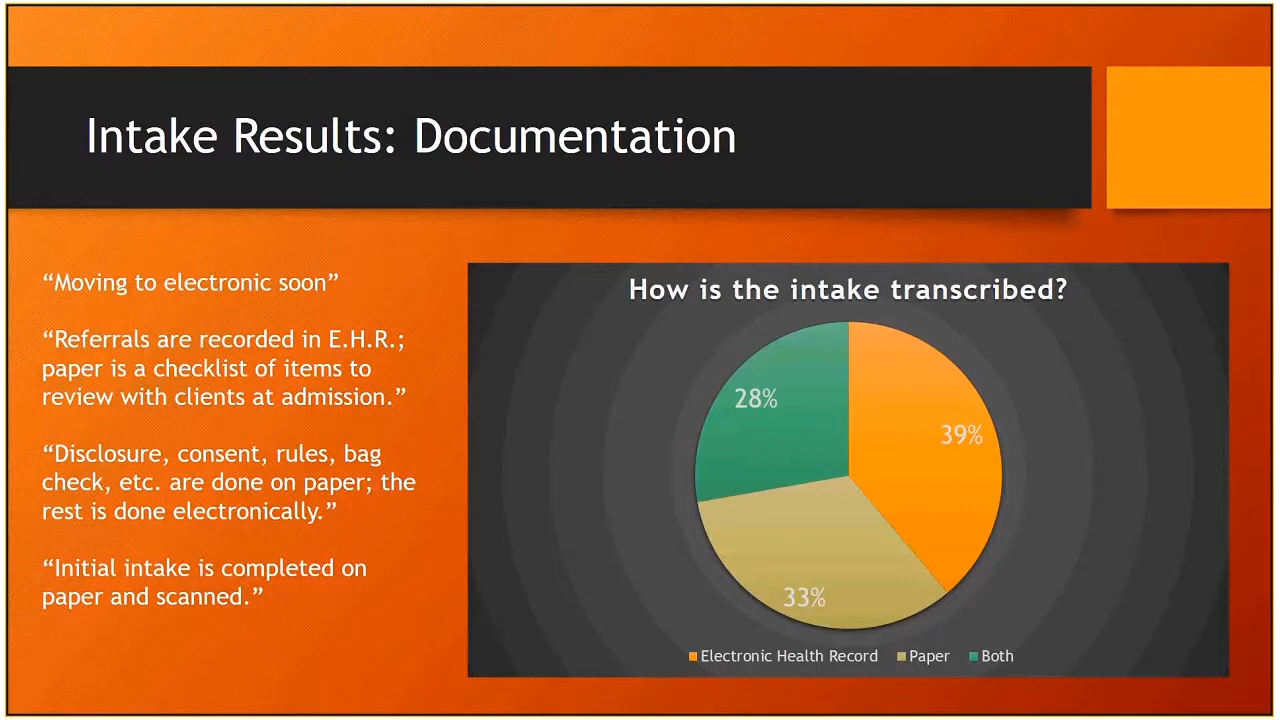 Intake Results: Documentation
“Moving to electronic soon”
“Referrals are recorded in E.H.R.;
paper is a checklist of items to
review with clients at admission.”
“Disclosure, consent, rules, bag
check, etc. are done on paper; the
rest is done electronically.”
“Initial intake is completed on
paper and scanned.”
How is the intake transcribed?
28%
39%
33%
Electronic Health Record Paper Both